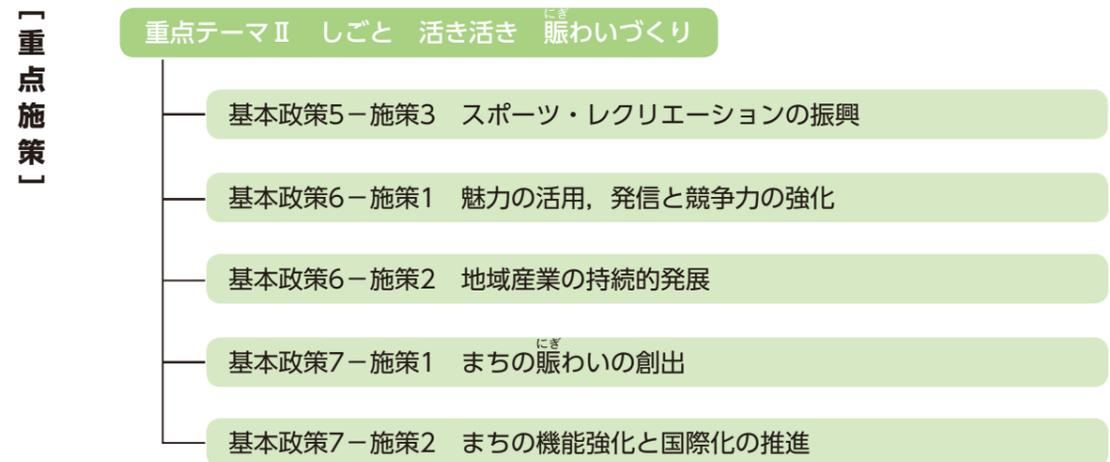 [重点施策]
重点テーマⅡ　しごと　活き活き　賑わいづくり
にぎ
基本政策5－施策3　スポーツ・レクリエーションの振興
基本政策6－施策1　魅力の活用，発信と競争力の強化
基本政策6－施策2　地域産業の持続的発展
基本政策7－施策1　まちの賑わいの創出
にぎ
基本政策7－施策2　まちの機能強化と国際化の推進